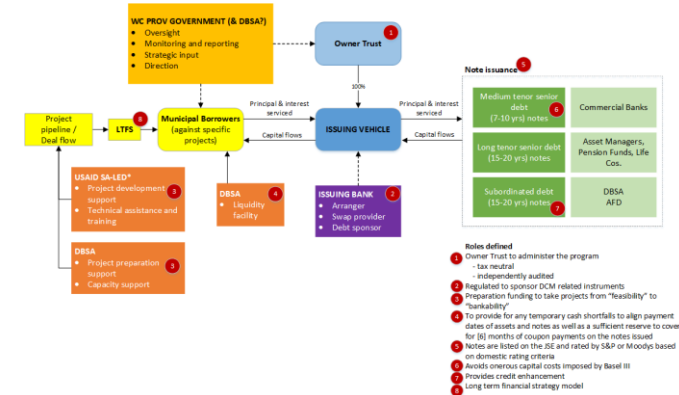 WC PROV GOVERNMENT (& DBSA?)
• Oversight
• Monitoring and reporting
• Strategic input
• Direction
1
Owner Trust
100%
Note issuance
5
Medium tenor senior
debt
(7-10 yrs) notes
6
Commercial Banks
Long tenor senior debt
(15-20 yrs) notes
Asset Managers,
Pension Funds, Life
Cos.
Subordinated debt
(15-20 yrs) notes
7
DBSA
AFD
Project
pipeline /
Deal flow
8
LTFS
Municipal Borrowers
(against specific
projects)
Principal & interest
serviced
Capital flows
ISSUING VEHICLE
Principal & interest
serviced
Capital flows
USAID SA-LED*
• Project development
support
• Technical assistance and
training
3
DBSA
• Liquidity
facility
4
ISSUING BANK
• Arranger
• Swap provider
• Debt sponsor
2
DBSA
• Project preparation
support
• Capacity support
3
Roles defined
1 Owner Trust to administer the program
- tax neutral
- independently audited
2 Regulated to sponsor DCM related instruments
3 Preparation funding to take projects from “feasibility” to
“bankability”
4 To provide for any temporary cash shortfalls to align payment
dates of assets and notes as well as a sufficient reserve to cover
for [6] months of coupon payments on the notes issued
5 Notes are listed on the JSE and rated by S&P or Moodys based
on domestic rating criteria
6 Avoids onerous capital costs imposed by Basel III
7 Provides credit enhancement
8 Long term financial strategy model